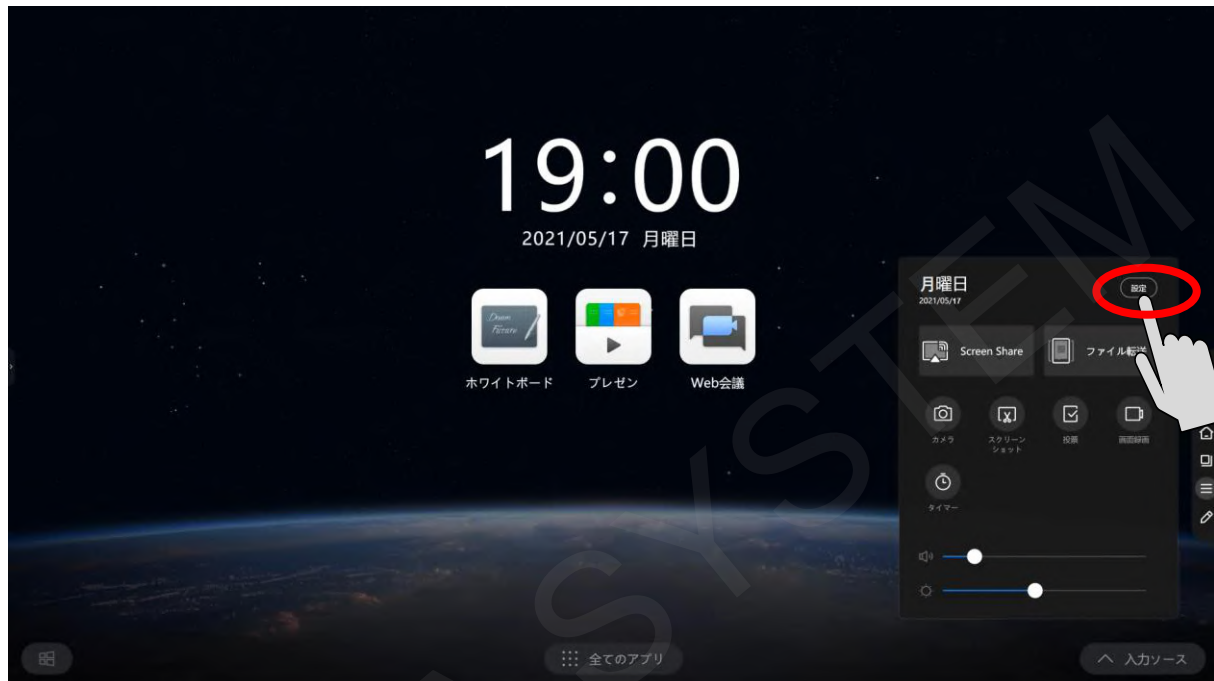 19:00
2021/05/17 月曜日
ホワイトボード
プレゼン
Web会議
月曜日
2021/05/17
設定
Screen Share
ファイル転送
カメラ
スクリーン
ショット
投票
画面録画
タイマー
全てのアプリ
入力ソース
SYSTEM